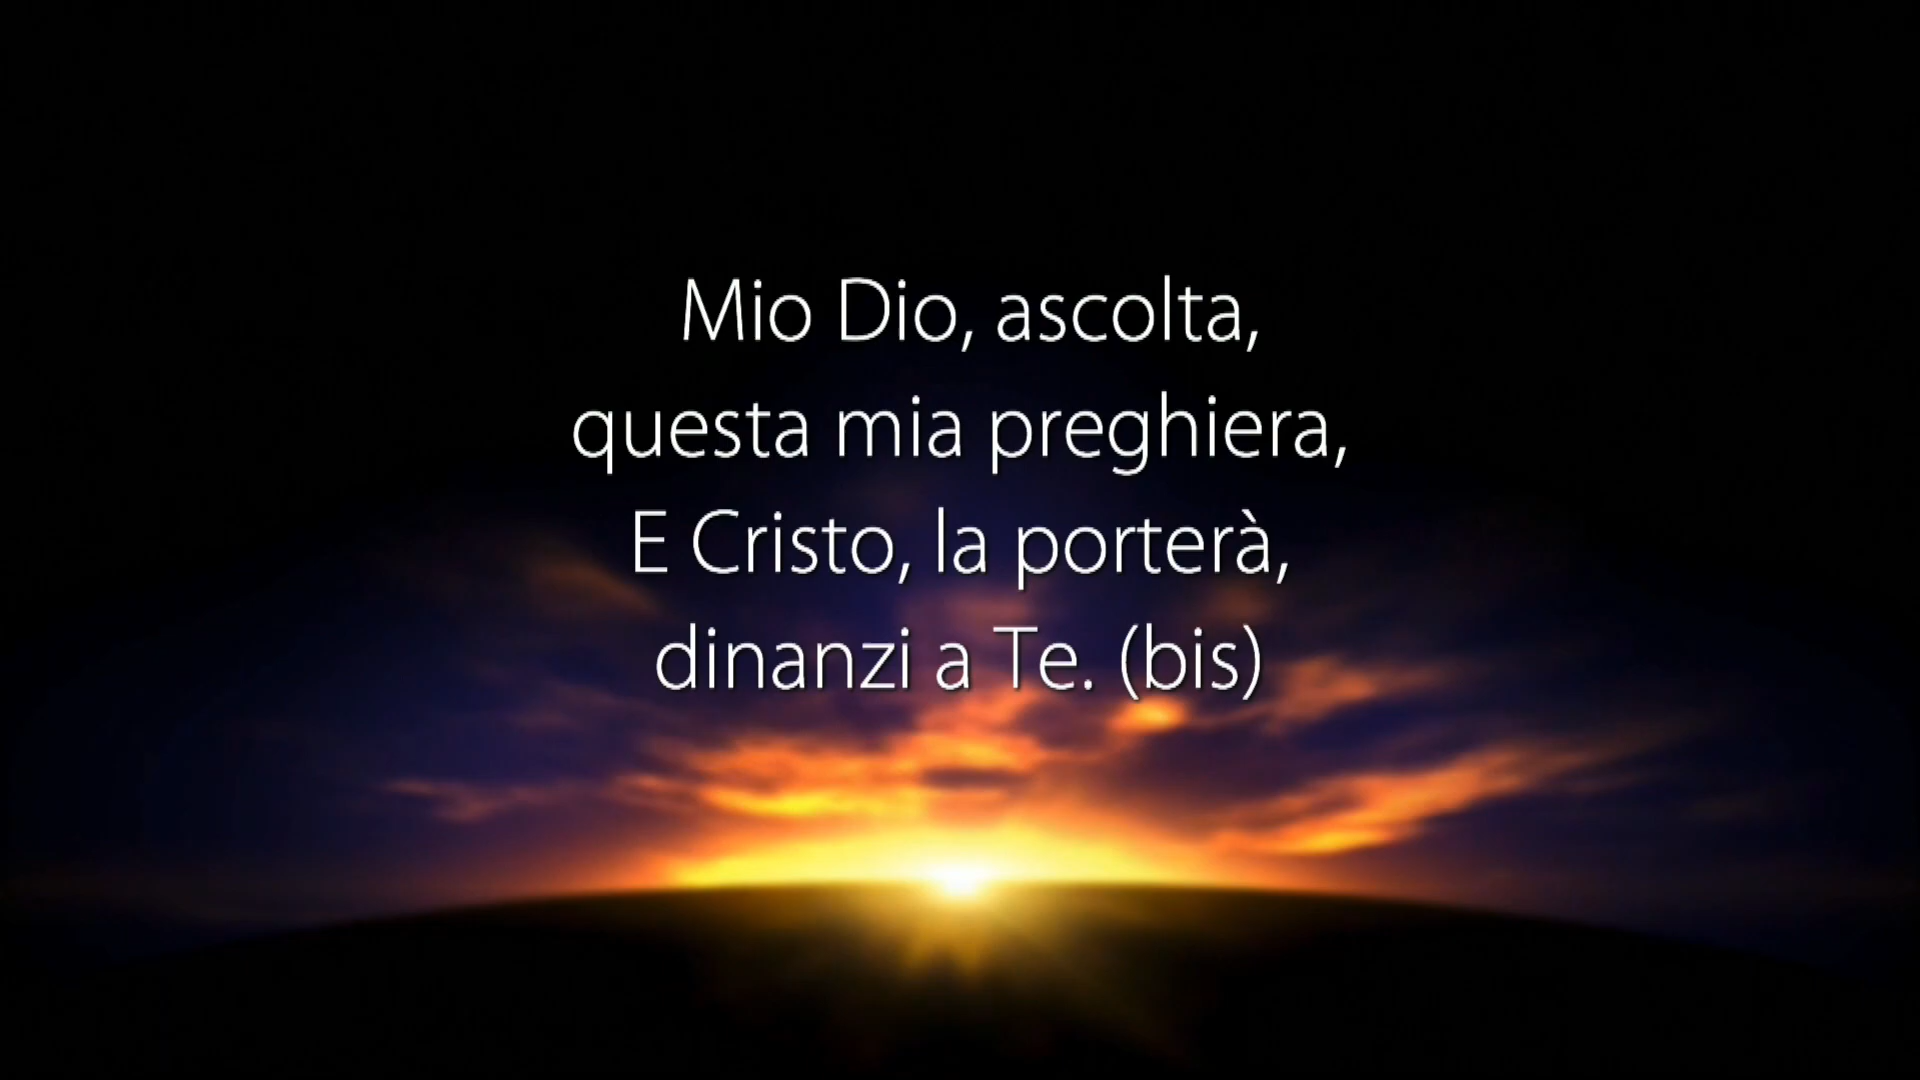 Mio Dio, ascolta,
questa mia preghiera,
E Cristo, la porterà,
dinanzi a Te. (bis)